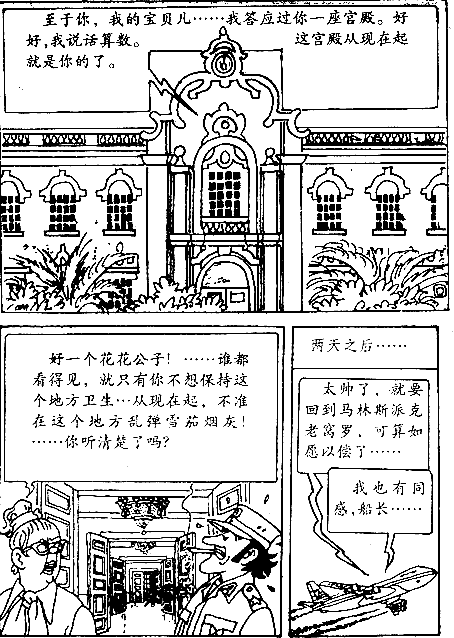 至于你，我的宝贝儿……我答应过你一座宫殿。好
好，我说话算数。 这宫殿从现在起
就是你的了。
好一个花花公子！……谁都
看得见，就只有你不想保持这
个地方卫生…从现在起，不准
在这个地方乱弹雪茄烟灰！
……你听清楚了吗？
两天之后……
太帅了，就要
回到马林斯派克
老窝罗，可算如
愿以偿了……
我也有同
感，船长……